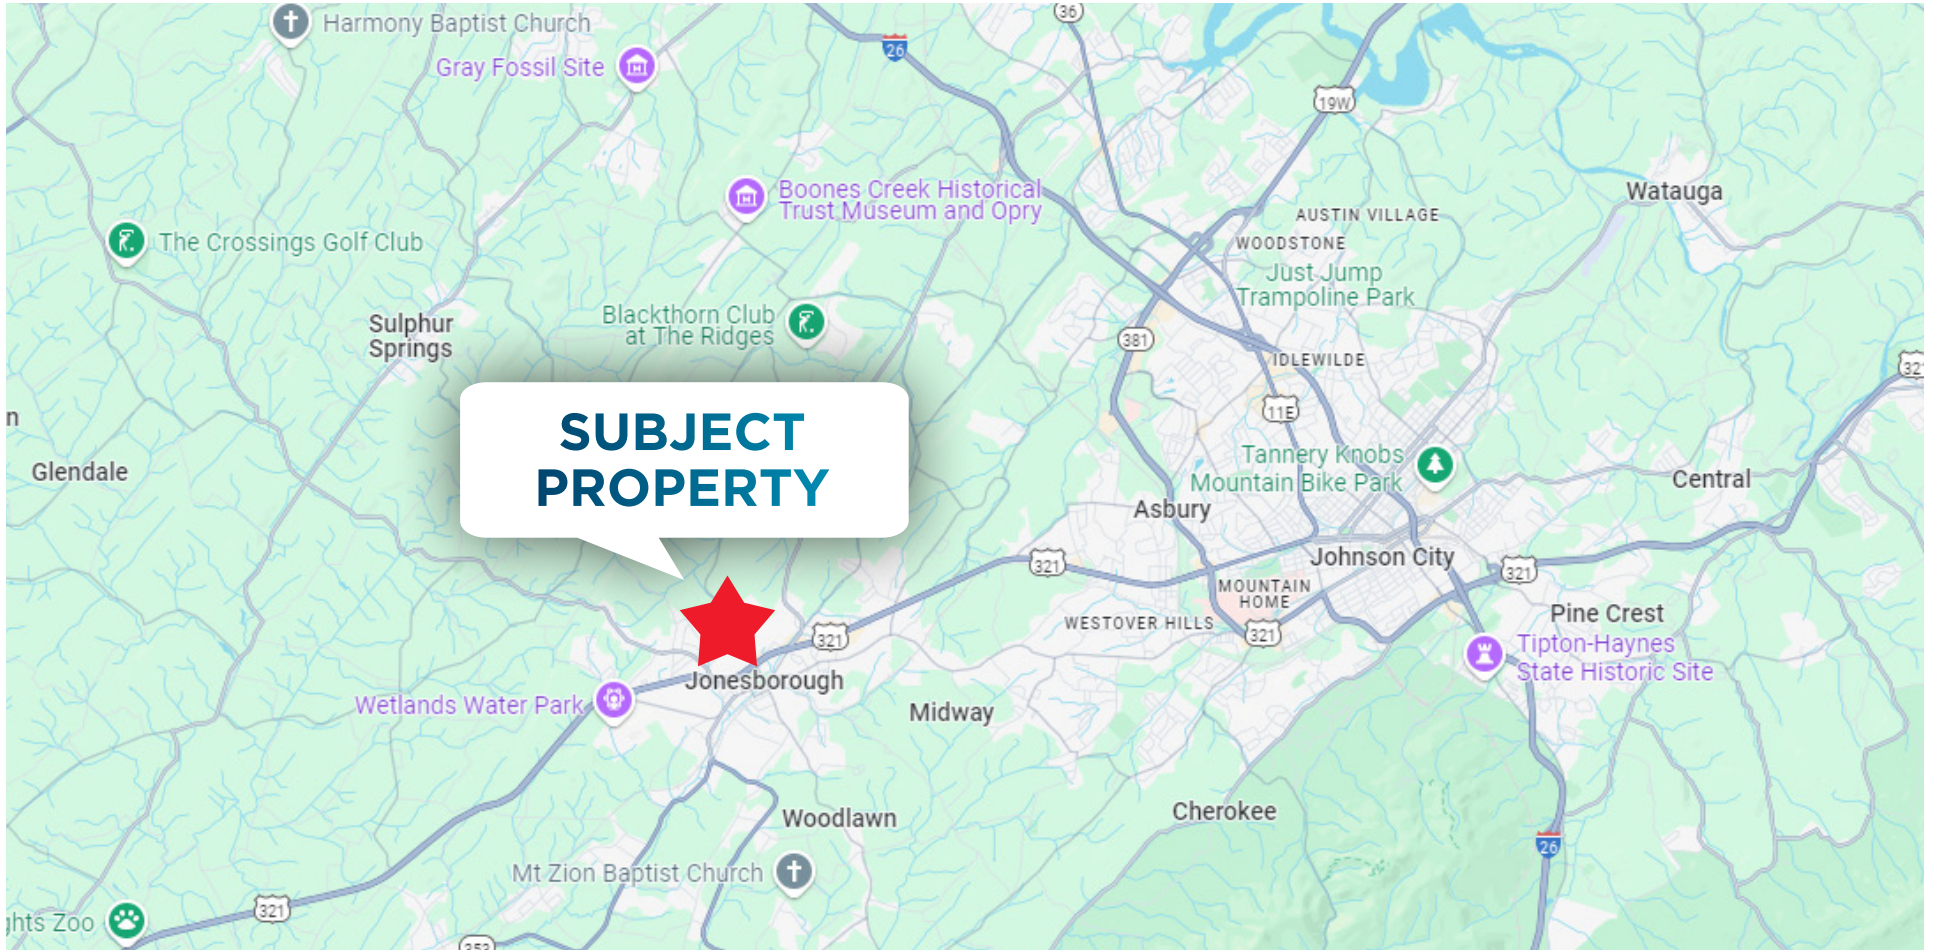 Harmony Baptist Church
36
26
Gray Fossil Site
19W
Boones Creek Historical
Trust Museum and Opry
Watauga
AUSTIN VILLAGE
The Crossings Golf Club
WOODSTONE
Just Jump
Trampoline Park
Blackthorn Club
at The Ridges
Sulphur
Springs
381
IDLEWILDE
32
11E
SUBJECT
PROPERTY
n
Glendale
Tannery Knobs
Mountain Bike Park
Central
Asbury
Johnson City
321
321
MOUNTAIN
HOME
Pine Crest
WESTOVER HILLS
321
321
Tipton-Haynes
State Historic Site
Jonesborough
Wetlands Water Park
Midway
Cherokee
Woodlawn
26
Mt Zion Baptist Church
321
ghts Zoo
353